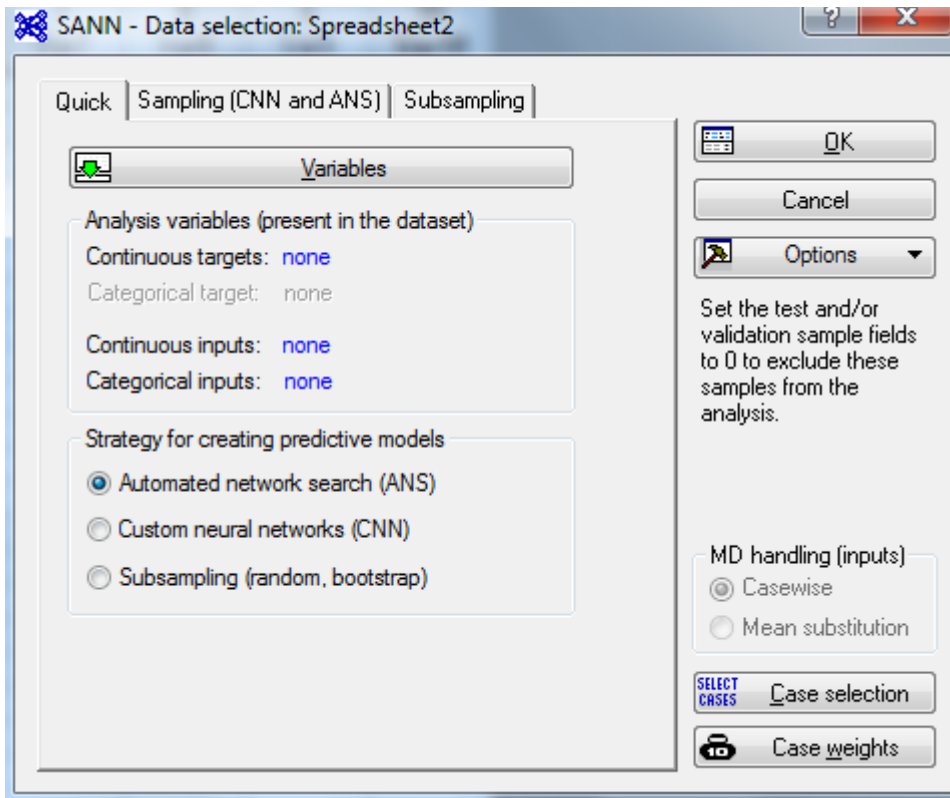 SANN - Data selection: Spreadsheet2
?
X
Quick
Sampling (CNN and ANS)
Subsampling
Variables
Analysis variables (present in the dataset)
Continuous targets: none
Categorical target: none
Continuous inputs: none
Categorical inputs: none
Strategy for creating predictive models
Automated network search (ANS)
Custom neural networks (CNN)
Subsampling (random, bootstrap)
OK
Cancel
Options
Set the test and/or
validation sample fields
to 0 to exclude these
samples from the
analysis.
MD handling (inputs)
Casewise
Mean substitution
SELECT
CASES
Case selection
10
Case weights